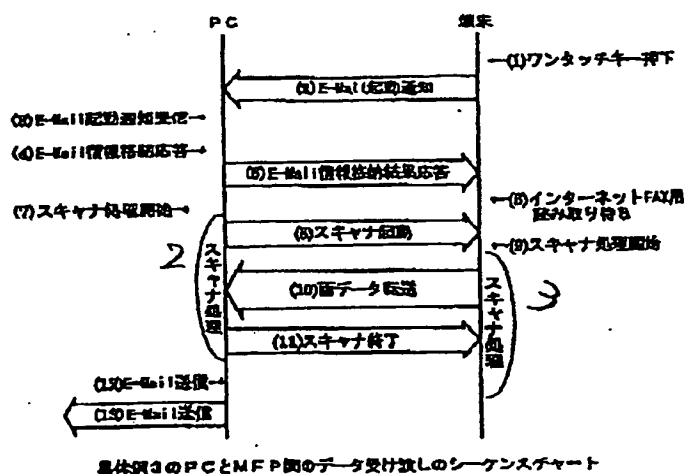 PC
端末
(1)ワンタッチキー押下
(2)E-Mail(起動)通知
(3)E-Mail起動通知受信
(4)E-Mail情報格納応答
(5)E-Mail情報格納結果応答
(6)インターネットFAX用
読み取り待ち
(7)スキャナ処理開始
(8)スキャナ起動
(9)スキャナ処理開始
スキャナ処理
2
(10)画データ転送
スキャナ処理
3
(11)スキャナ終了
(12)E-Mail送信
(13)E-Mail送信
具体例3のPCとMFP間のデータ受け渡しのシーケンスチャート